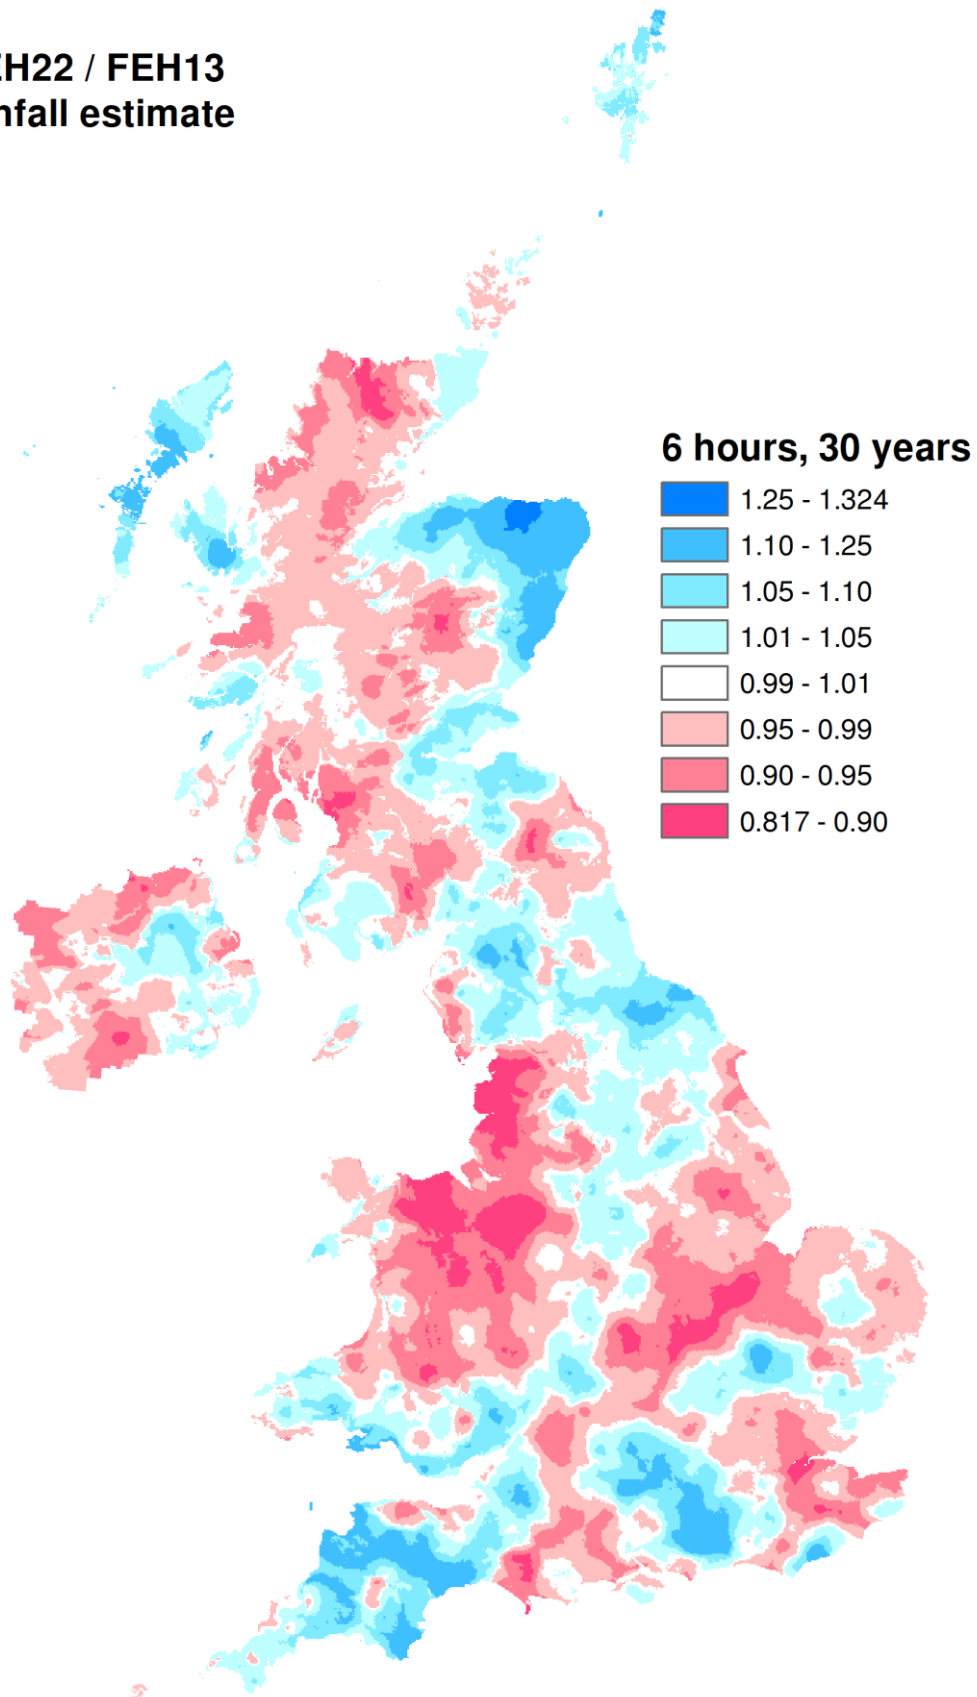 EH22 / FEH13
nfall estimate
6 hours, 30 years
1.25 - 1.324
1.10 - 1.25
1.05 - 1.10
1.01 - 1.05
0.99 - 1.01
0.95 - 0.99
0.90 - 0.95
0.817 - 0.90